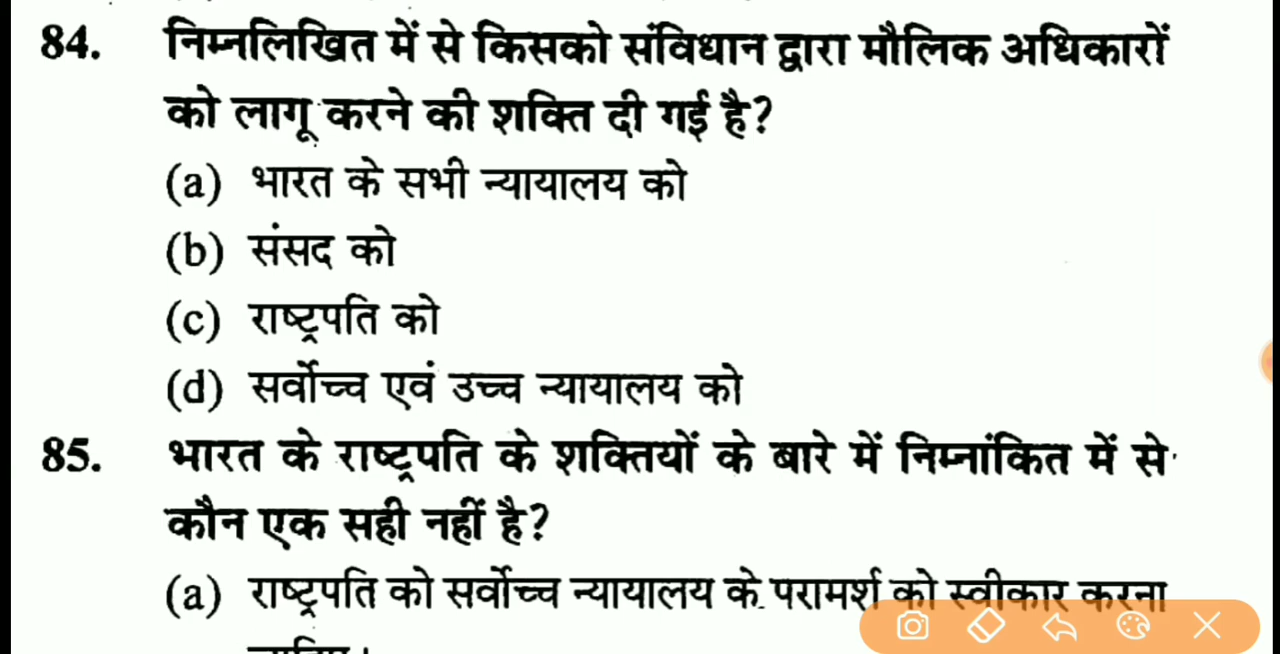 84. निम्नलिखित में से किसको संविधान द्वारा मौलिक अधिकारों
को लागू करने की शक्ति दी गई है?
(a) भारत के सभी न्यायालय को
(b) संसद को
(c) राष्ट्रपति को
(d) सर्वोच्च एवं उच्च न्यायालय को
85. भारत के राष्ट्रपति के शक्तियों के बारे में निम्नांकित में से
कौन एक सही नहीं है?
(a) राष्ट्रपति को सर्वोच्च न्यायालय के परामर्श को स्वीकार करना